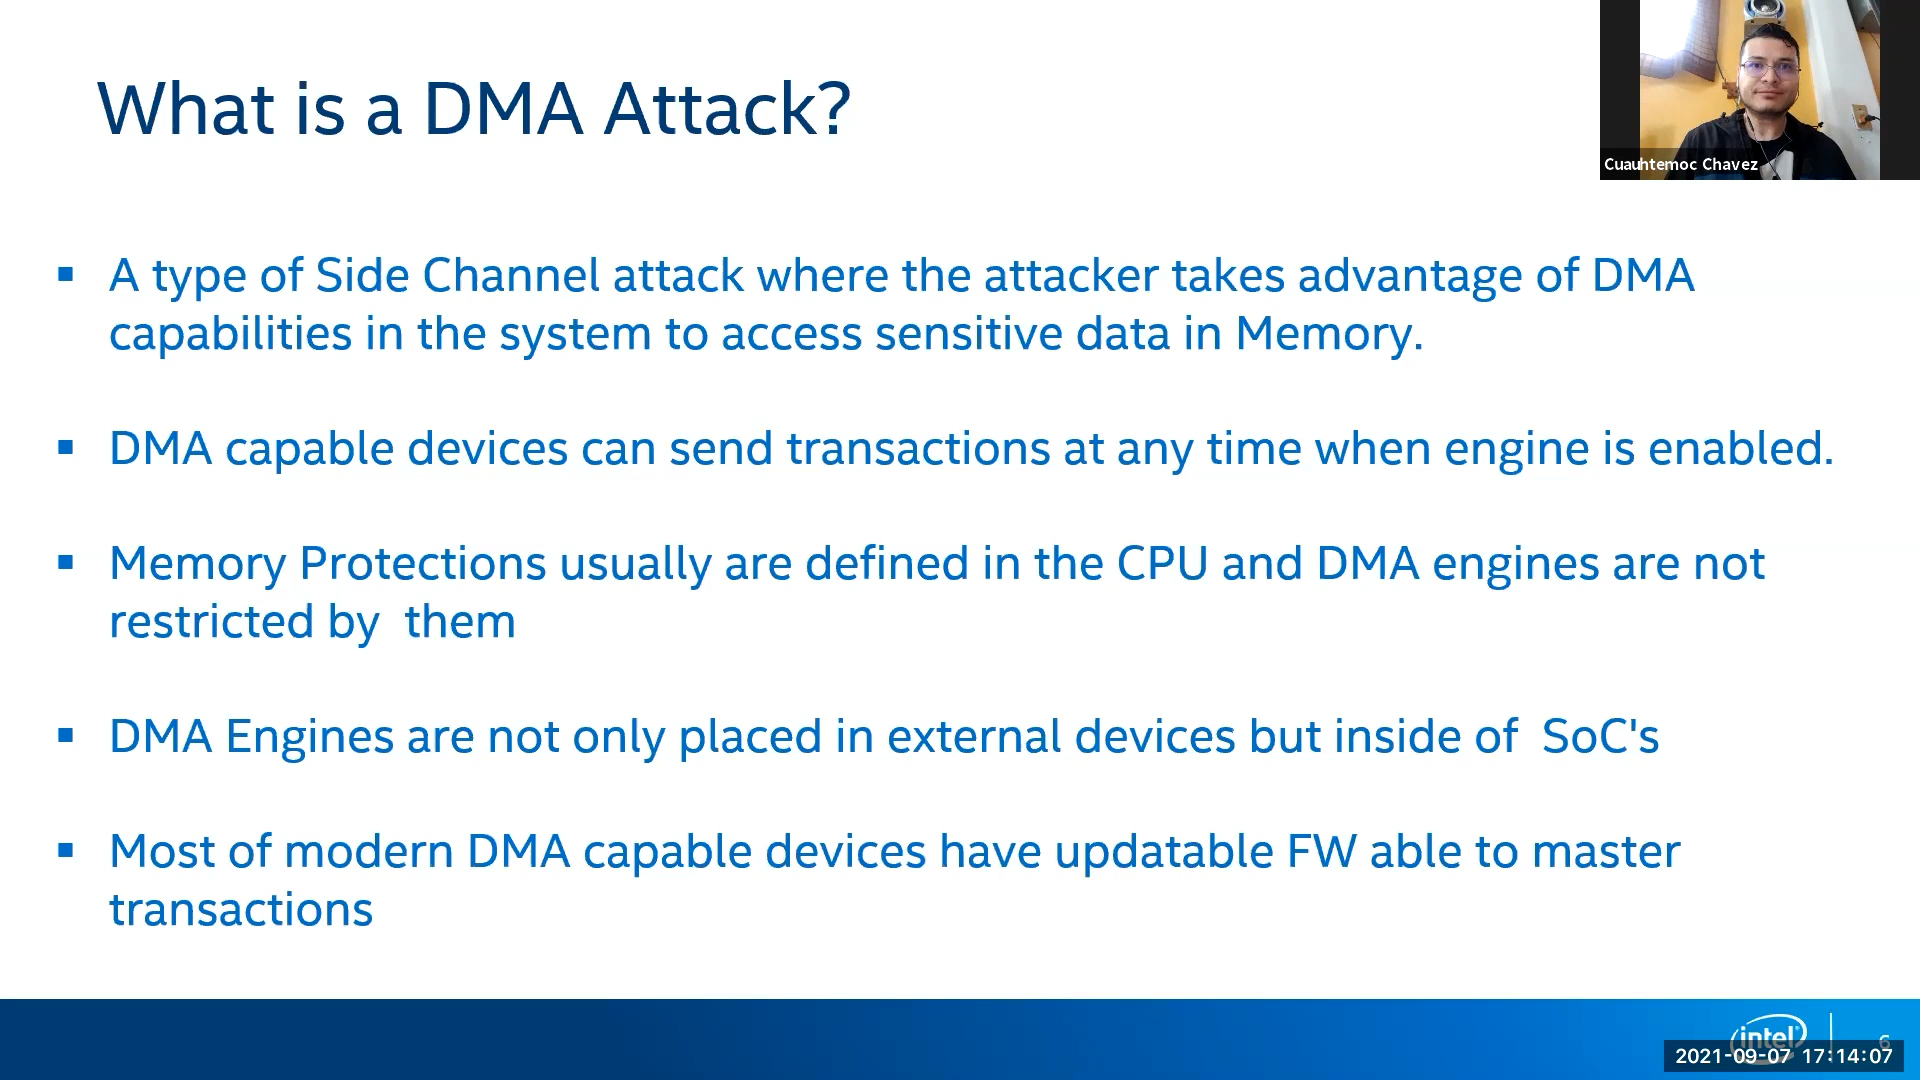 What is a DMA Attack?
Cuauhtemoc Chavez
▪ A type of Side Channel attack where the attacker takes advantage of DMA
capabilities in the system to access sensitive data in Memory.
▪ DMA capable devices can send transactions at any time when engine is enabled.
▪ Memory Protections usually are defined in the CPU and DMA engines are not
restricted by  them
▪ DMA Engines are not only placed in external devices but inside of  SoC's
▪ Most of modern DMA capable devices have updatable FW able to master
transactions
intel
6
2021-09-07 17:14:07